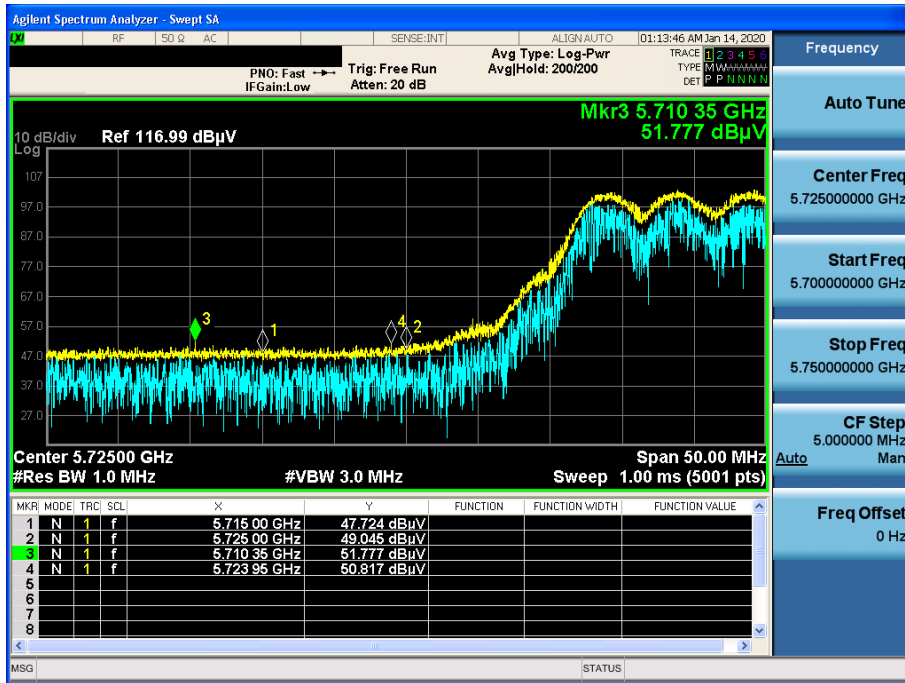 Agilent Spectrum Analyzer - Swept SA
LXI RF 50 Ω AC SENSE:INT ALIGN AUTO 01:13:46 AM Jan 14, 2020
Frequency
PNO: Fast
IFGain:Low
Trig: Free Run
Atten: 20 dB
Avg Type: Log-Pwr
Avg|Hold: 200/200
TRACE 1 2 3 4 5 6
TYPE MWWWWW
DET P P N N N N
Auto Tune
Mkr3 5.710 35 GHz
51.777 dBµV
10 dB/div Ref 116.99 dBµV
Log
107
97.0
87.0
77.0
67.0
57.0
47.0
37.0
27.0
3
1
4
2
Center 5.72500 GHz
Span 50.00 MHz
#Res BW 1.0 MHz
#VBW 3.0 MHz
Sweep 1.00 ms (5001 pts)
Center Freq
5.725000000 GHz
Start Freq
5.700000000 GHz
Stop Freq
5.750000000 GHz
CF Step
5.000000 MHz
Auto Man
Freq Offset
0 Hz
MKR MODE TRC SCL X Y FUNCTION FUNCTION WIDTH FUNCTION VALUE
1 N 1 f 5.715 00 GHz 47.724 dBµV
2 N 1 f 5.725 00 GHz 49.045 dBµV
3 N 1 f 5.710 35 GHz 51.777 dBµV
4 N 1 f 5.723 95 GHz 50.817 dBµV
5
6
7
8
MSG STATUS